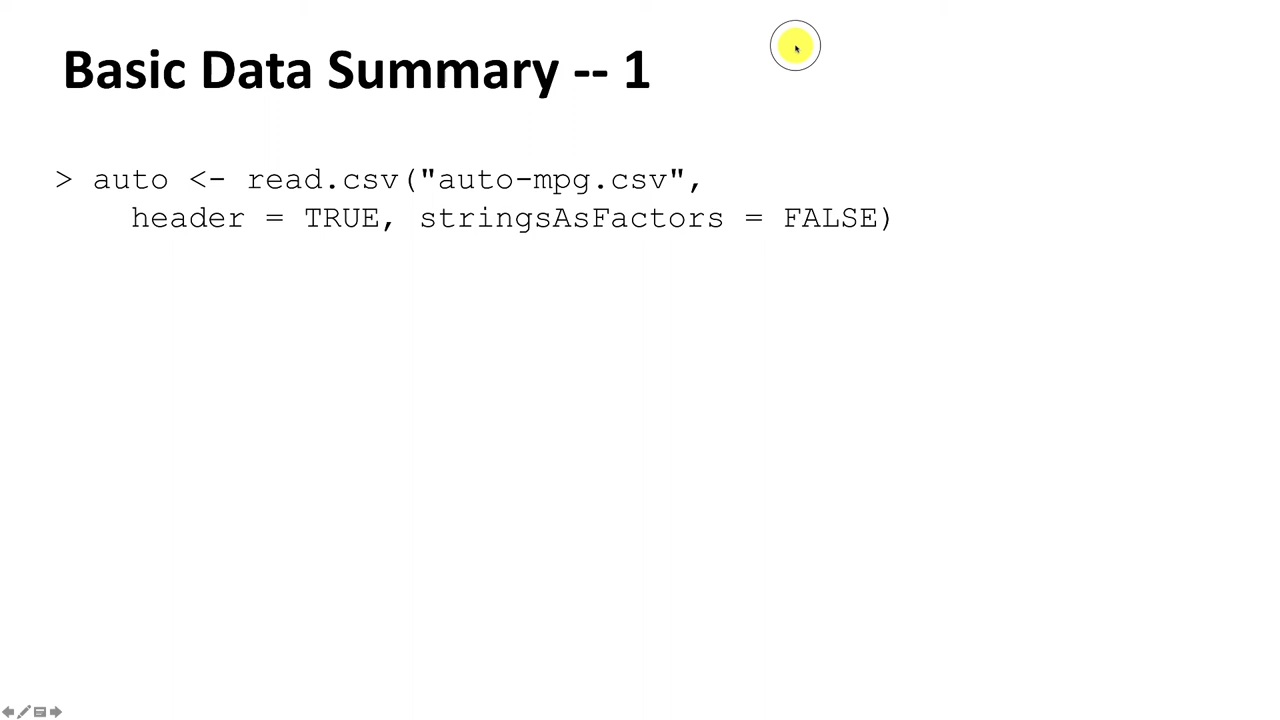 Basic Data Summary -- 1
> auto <- read.csv("auto-mpg.csv",
header = TRUE, stringsAsFactors = FALSE)